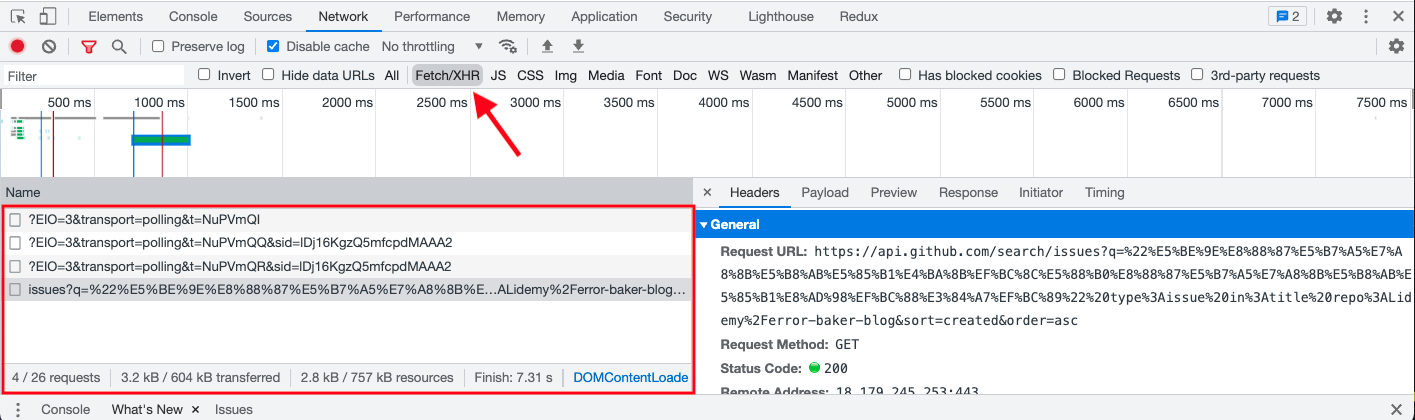 Elements Console Sources Network Performance Memory Application Security Lighthouse Redux 2
Preserve log Disable cache No throttling
Filter Invert Hide data URLs All Fetch/XHR JS CSS Img Media Font Doc WS Wasm Manifest Other Has blocked cookies Blocked Requests 3rd-party requests
500 ms 1000 ms 1500 ms 2000 ms 2500 ms 3000 ms 3500 ms 4000 ms 4500 ms 5000 ms 5500 ms 6000 ms 6500 ms 7000 ms 7500 ms
Name
?EIO=3&transport=polling&t=NuPVmQI
?EIO=3&transport=polling&t=NuPVmQQ&sid=IDj16KgzQ5mfcpdMAAA2
?EIO=3&transport=polling&t=NuPVmQR&sid=IDj16KgzQ5mfcpdMAAA2
issues?q=%22%E5%BE%9E%E8%88%87%E5%B7%A5%E7%A8%8B%E...ALidemy%2Ferror-baker-blog...
4 / 26 requests 3.2 kB / 604 kB transferred 2.8 kB / 757 kB resources Finish: 7.31 s DOMContentLoade
Headers Payload Preview Response Initiator Timing
General
Request URL: https://api.github.com/search/issues?q=%22%E5%BE%9E%E8%88%87%E5%B7%A5%E7%A
8%8B%E5%B8%AB%E5%85%B1%E4%BA%8B%EF%BC%8C%E5%88%B0%E8%88%87%E5%B7%A5%E7%A8%8B%E5%B8%AB%E
5%85%B1%E8%AD%98%EF%BC%88%E3%84%A7%EF%BC%89%22%20type%3Aissue%20in%3Atitle%20repo%3ALid
emy%2Ferror-baker-blog&sort=created&order=asc
Request Method: GET
Status Code: 200
Remote Address: 18.179.245.253:443
Console What's New Issues